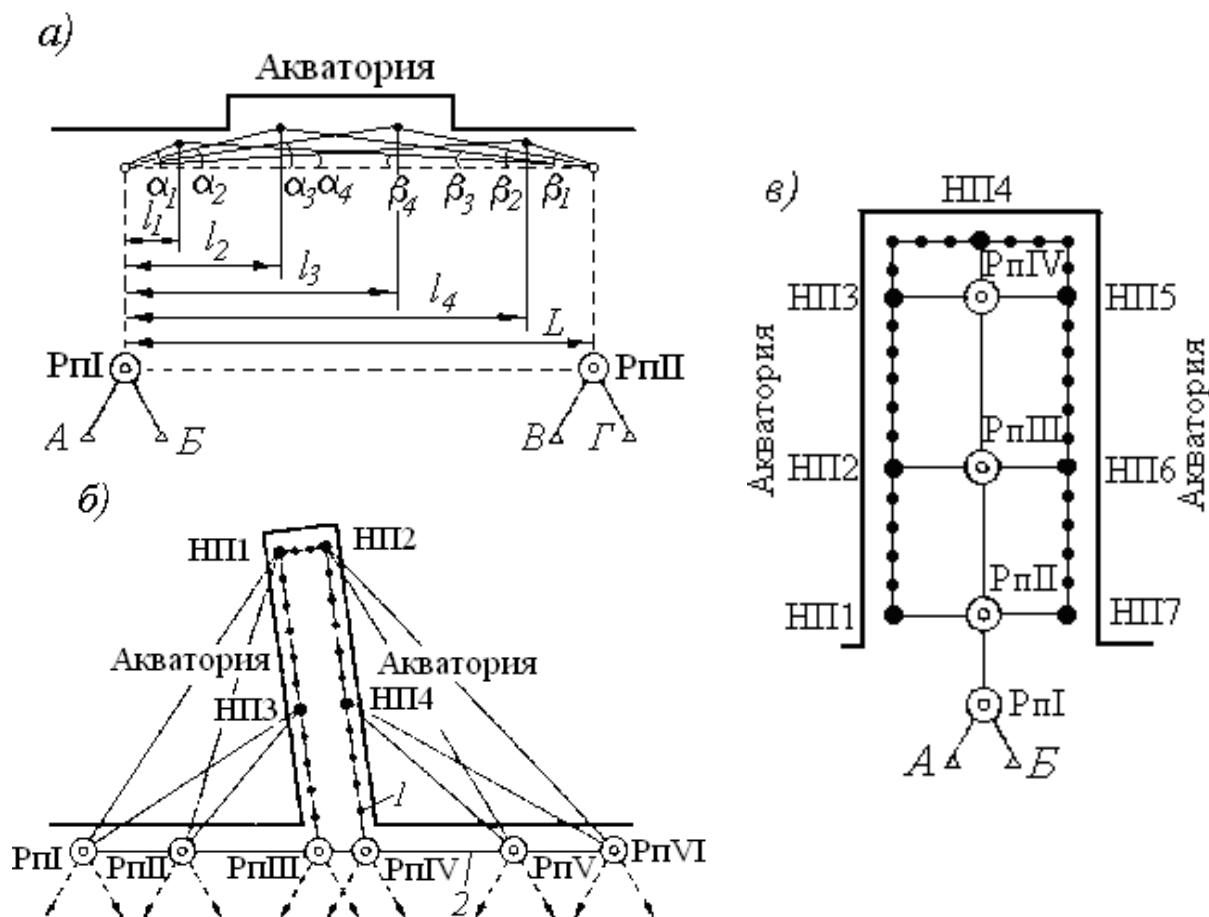 а)
Акватория
α1 α2 α3 α4 β4 β3 β2 β1
l1
l2
l3
l4
L
РпI РпII
А Б В Г
б)
НП1 НП2
Акватория Акватория
НП3 НП4
1
РпI РпII РпIII РпIV РпV РпVI
2
в)
НП4
РпIV
НП3 НП5
Акватория Акватория
РпIII
НП2 НП6
РпII
НП1 НП7
РпI
А Б